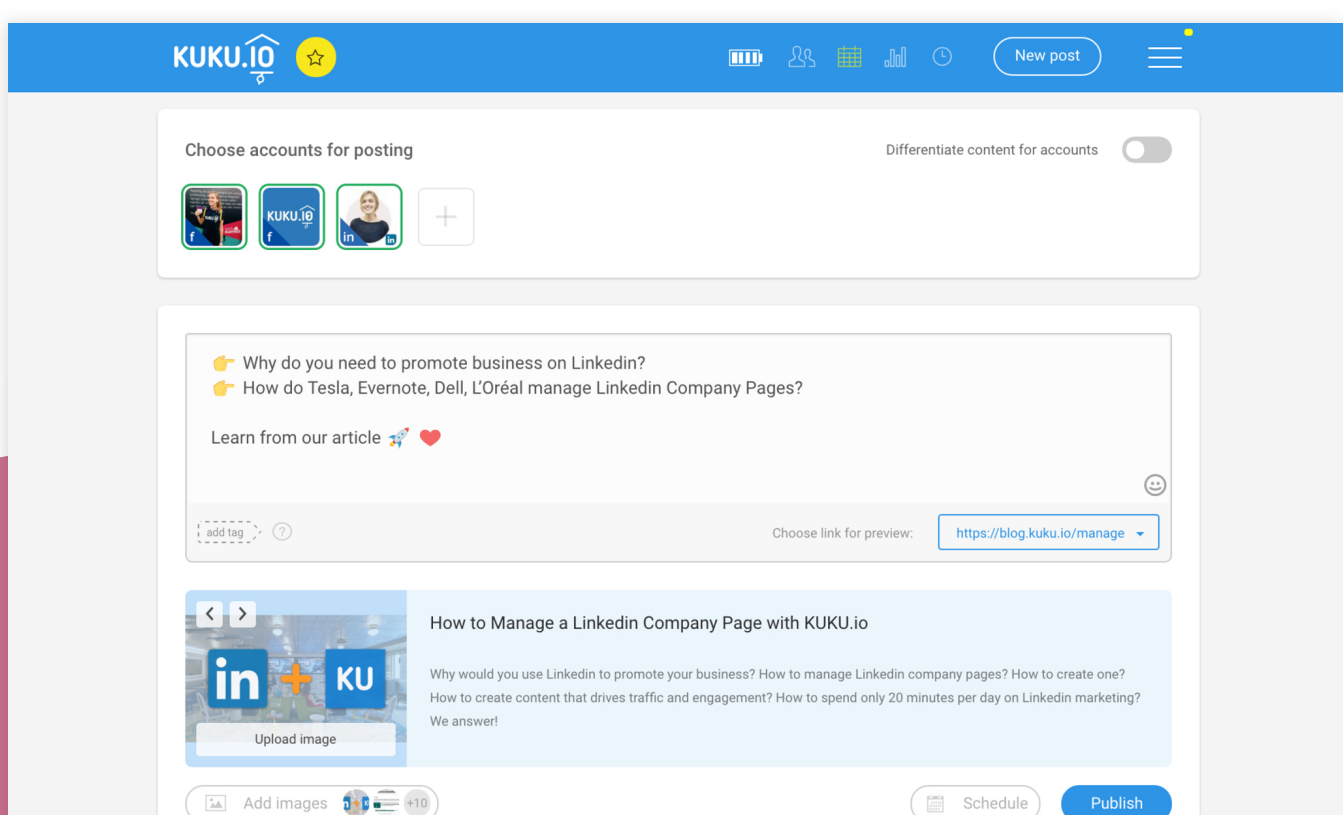 KUKU.IO
New post
Choose accounts for posting
Differentiate content for accounts
f
KUKU.IO
f
in
in
Why do you need to promote business on Linkedin?
How do Tesla, Evernote, Dell, L’Oréal manage Linkedin Company Pages?
Learn from our article
add tag
?
Choose link for preview:
https://blog.kuku.io/manage
How to Manage a Linkedin Company Page with KUKU.io
in + KU
Why would you use Linkedin to promote your business? How to manage Linkedin company pages? How to create one?
How to create content that drives traffic and engagement? How to spend only 20 minutes per day on Linkedin marketing?
We answer!
Upload image
Add images
+10
Schedule
Publish